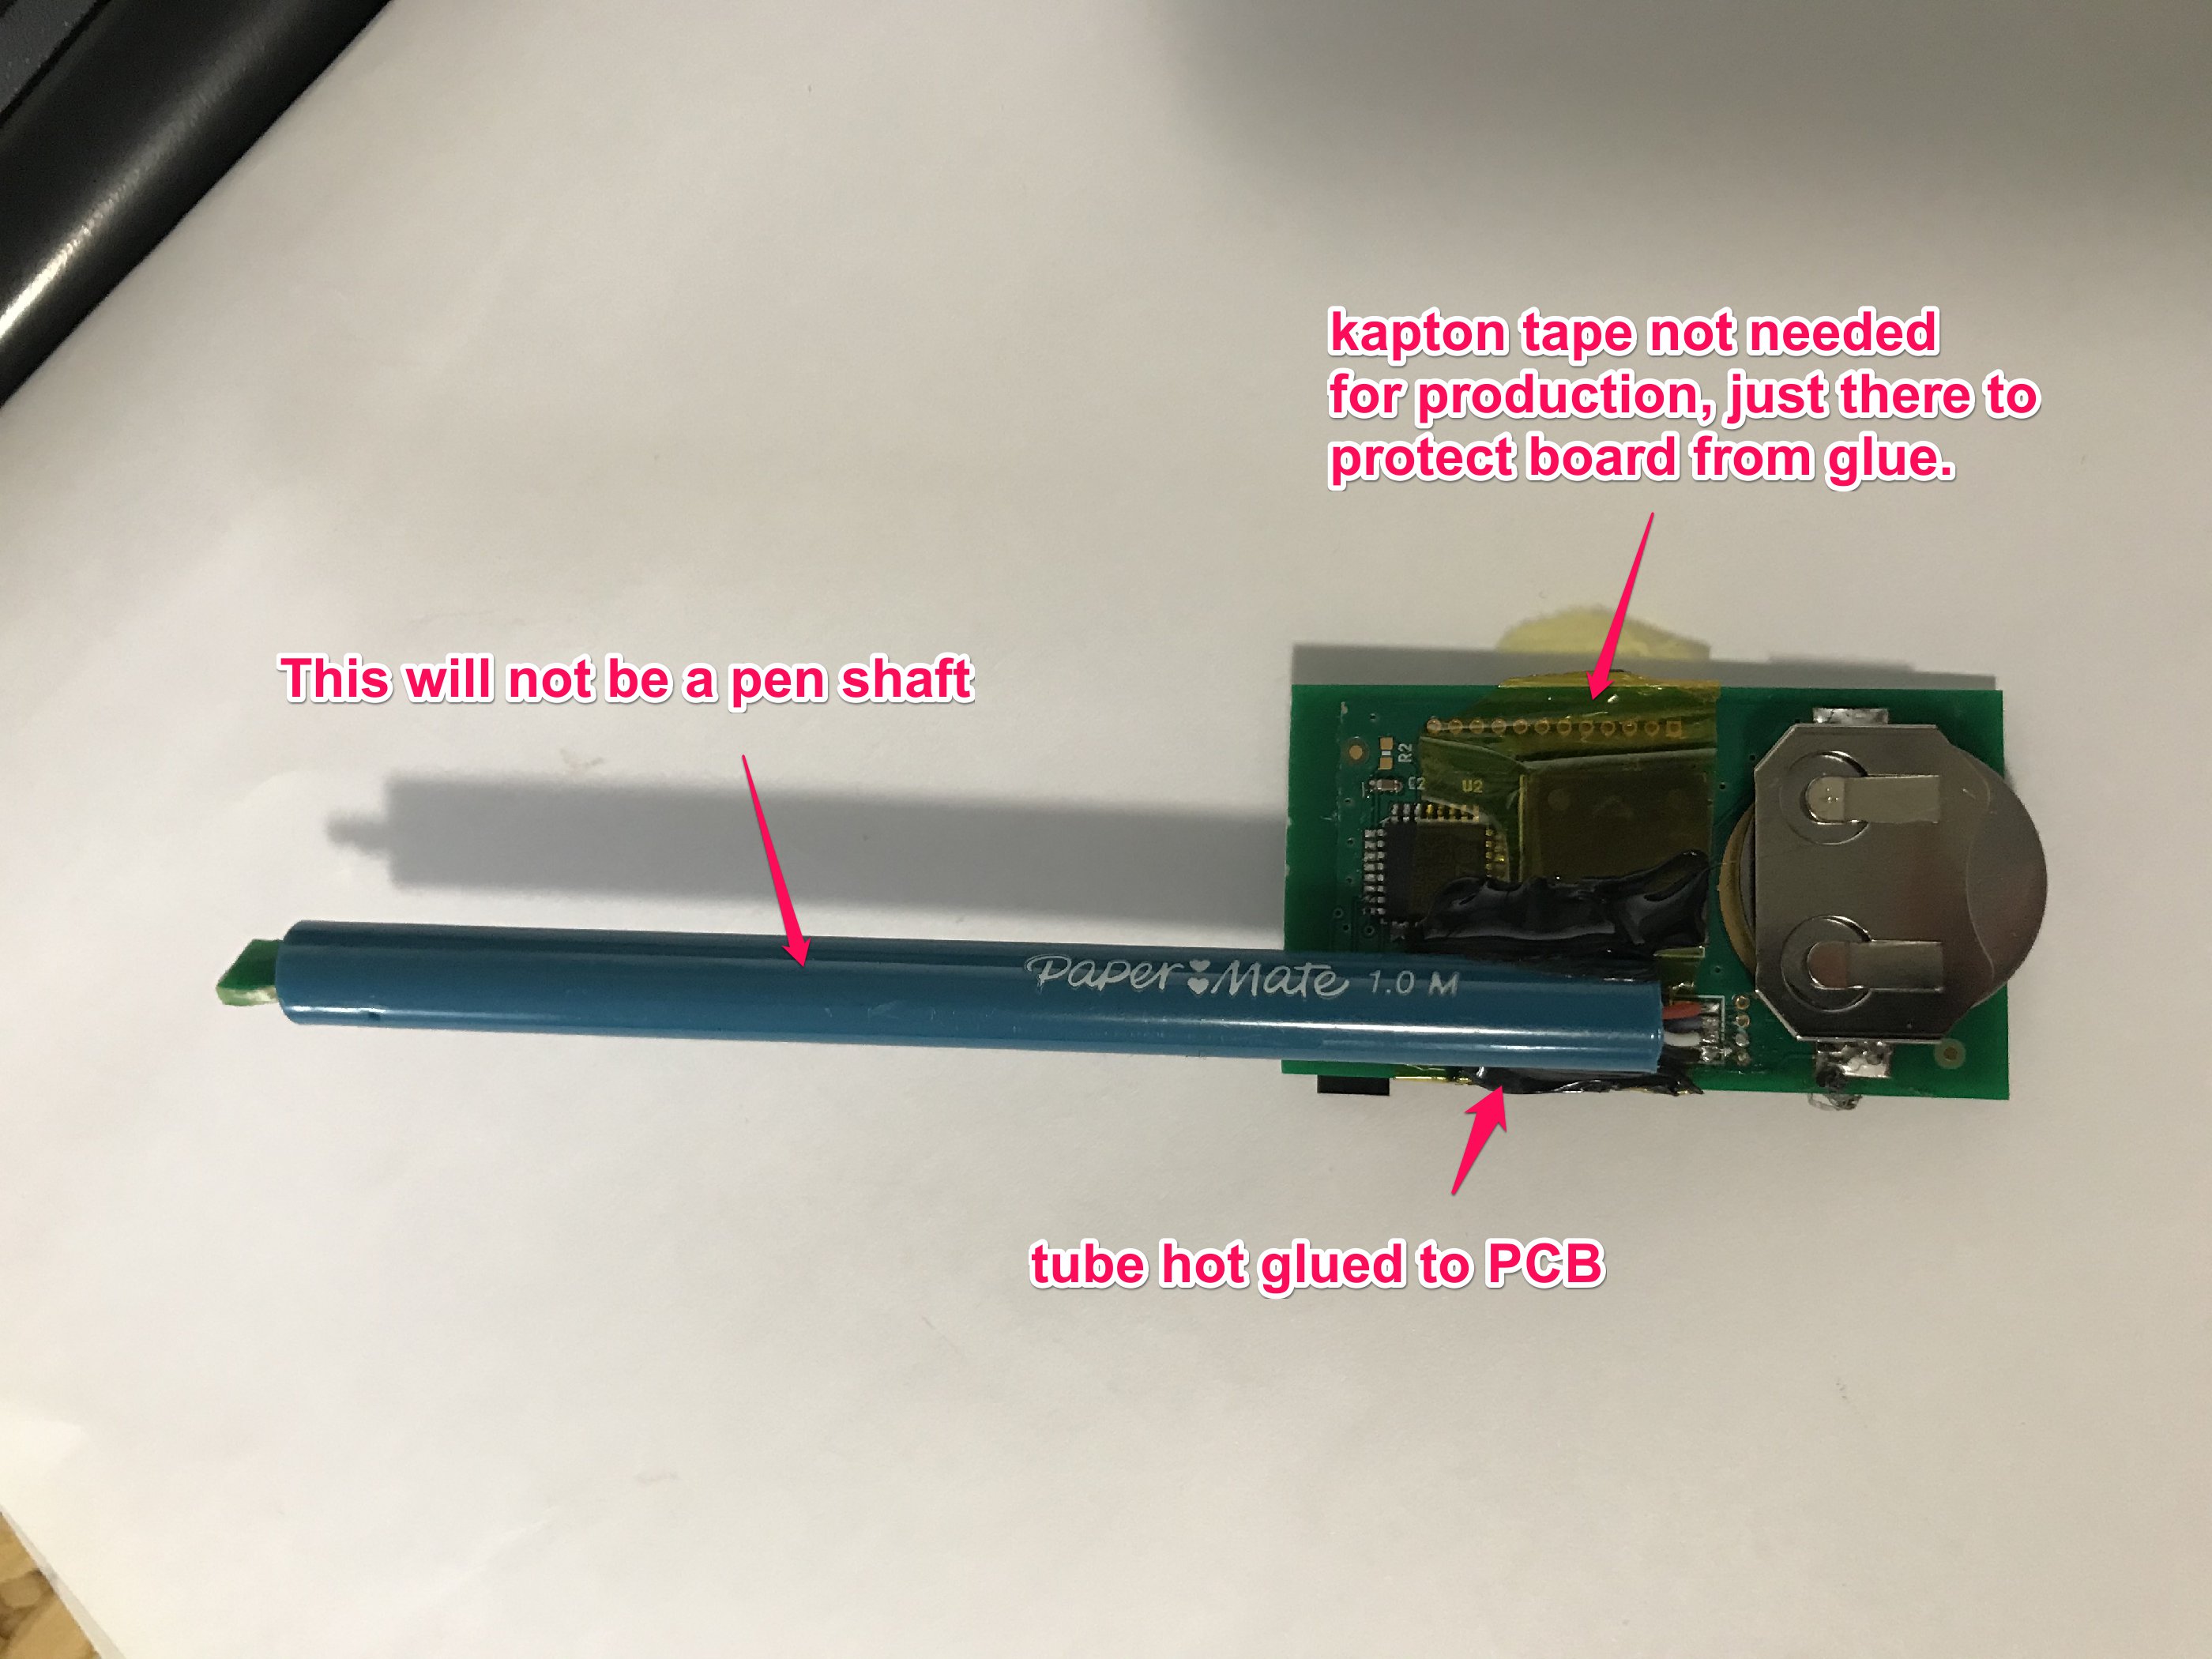 kapton tape not needed
for production, just there to
protect board from glue.
This will not be a pen shaft
R2
U2
Paper Mate 1.0 M
tube hot glued to PCB